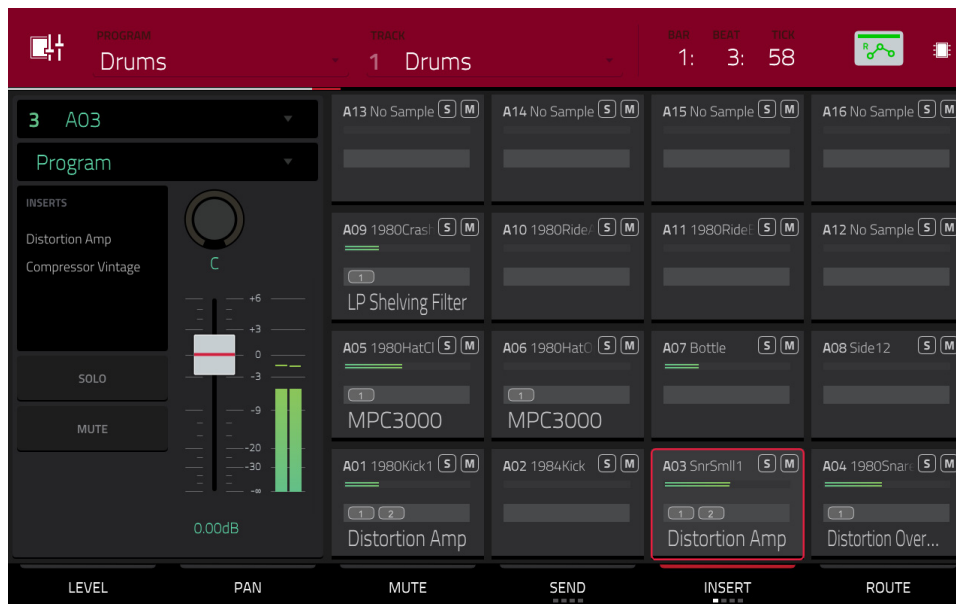 PROGRAM TRACK BAR BEAT TICK
Drums 1 Drums 1: 3: 58 R
3 A03
Program
INSERTS
Distortion Amp
Compressor Vintage
C
+6
+3
0
-3
-9
-20
-30
-∞
SOLO
MUTE
0.00dB
A13 No Sample S M A14 No Sample S M A15 No Sample S M A16 No Sample S M
A09 1980Crash S M A10 1980Ride S M A11 1980Ride S M A12 No Sample S M
1
LP Shelving Filter
A05 1980HatCl S M A06 1980HatO S M A07 Bottle S M A08 Side12 S M
1 1
MPC3000 MPC3000
A01 1980Kick1 S M A02 1984Kick S M A03 SnrSmll1 S M A04 1980Snar S M
1 2 1 2 1
Distortion Amp Distortion Amp Distortion Over...
LEVEL PAN MUTE SEND INSERT ROUTE